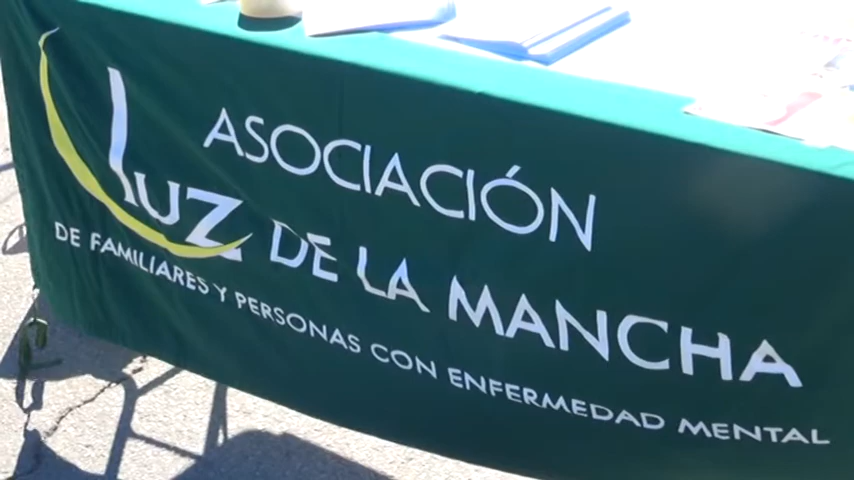 ASOCIACIÓN
LUZ DE LA MANCHA
DE FAMILIARES Y PERSONAS CON ENFERMEDAD MENTAL